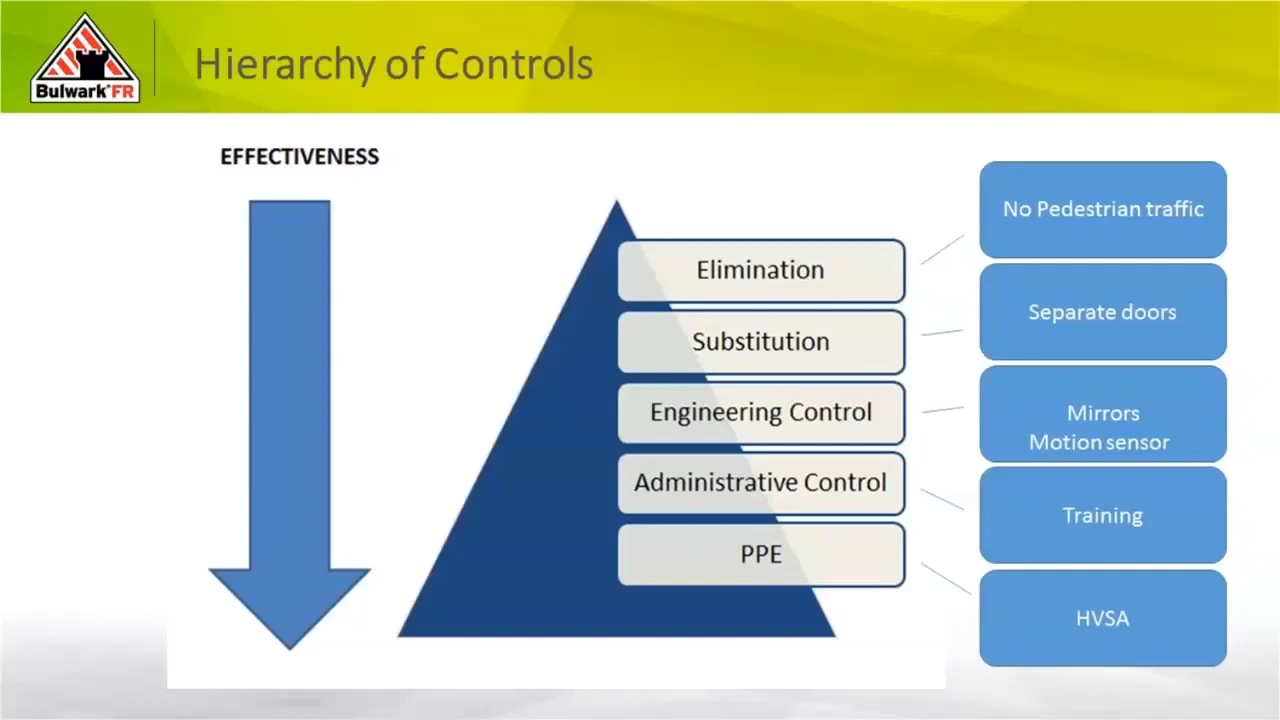 Bulwark®FR
Hierarchy of Controls
EFFECTIVENESS
Elimination
Substitution
Engineering Control
Administrative Control
PPE
No Pedestrian traffic
Separate doors
Mirrors
Motion sensor
Training
HVSA